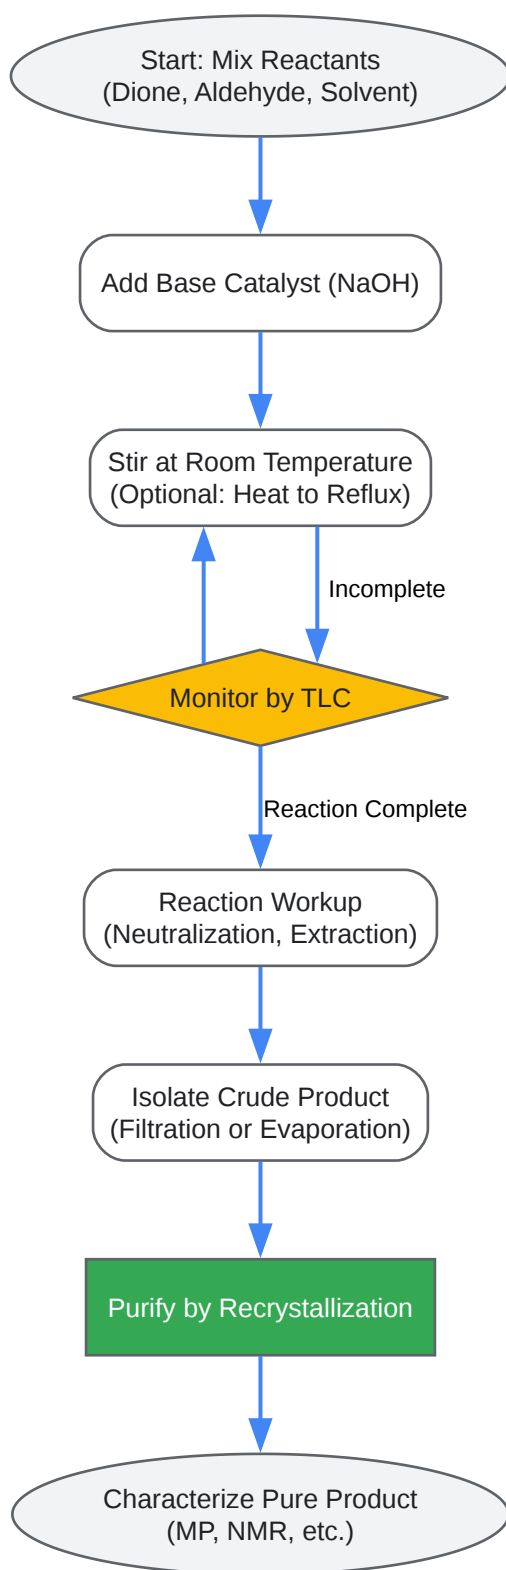 Start: Mix Reactants
(Dione, Aldehyde, Solvent)
Add Base Catalyst (NaOH)
Stir at Room Temperature
(Optional: Heat to Reflux)
Incomplete
Monitor by TLC
Reaction Complete
Reaction Workup
(Neutralization, Extraction)
Isolate Crude Product
(Filtration or Evaporation)
Purify by Recrystallization
Characterize Pure Product
(MP, NMR, etc.)